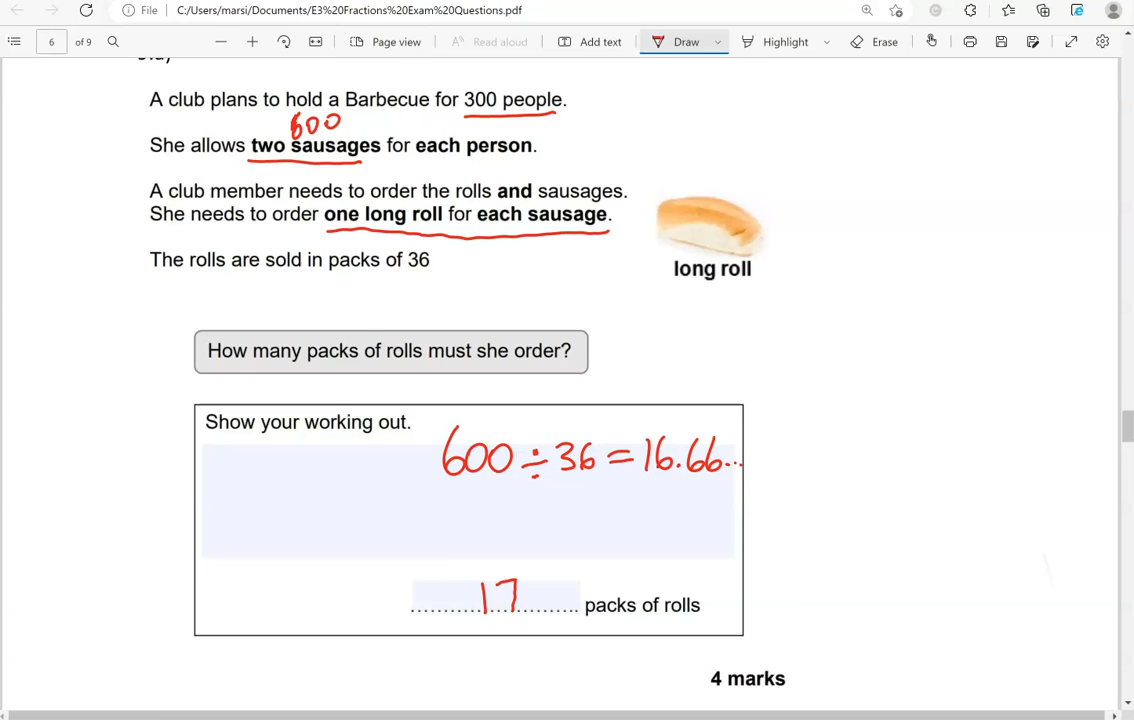 File
C:/Users/marsi/Documents/E3%20Fractions%20Exam%20Questions.pdf
6 of 9
Page view
Read aloud
Add text
Draw
Highlight
Erase
A club plans to hold a Barbecue for 300 people.
600
She allows two sausages for each person.
A club member needs to order the rolls and sausages.
She needs to order one long roll for each sausage.
The rolls are sold in packs of 36
long roll
How many packs of rolls must she order?
Show your working out.
600 ÷ 36 = 16.66...
17 packs of rolls
4 marks